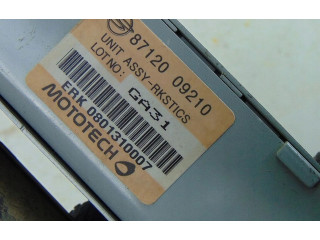 87120 09210
UNIT ASSY-RKSTICS
LOT NO: GA31
ERK 0801310007
MOTOTECH